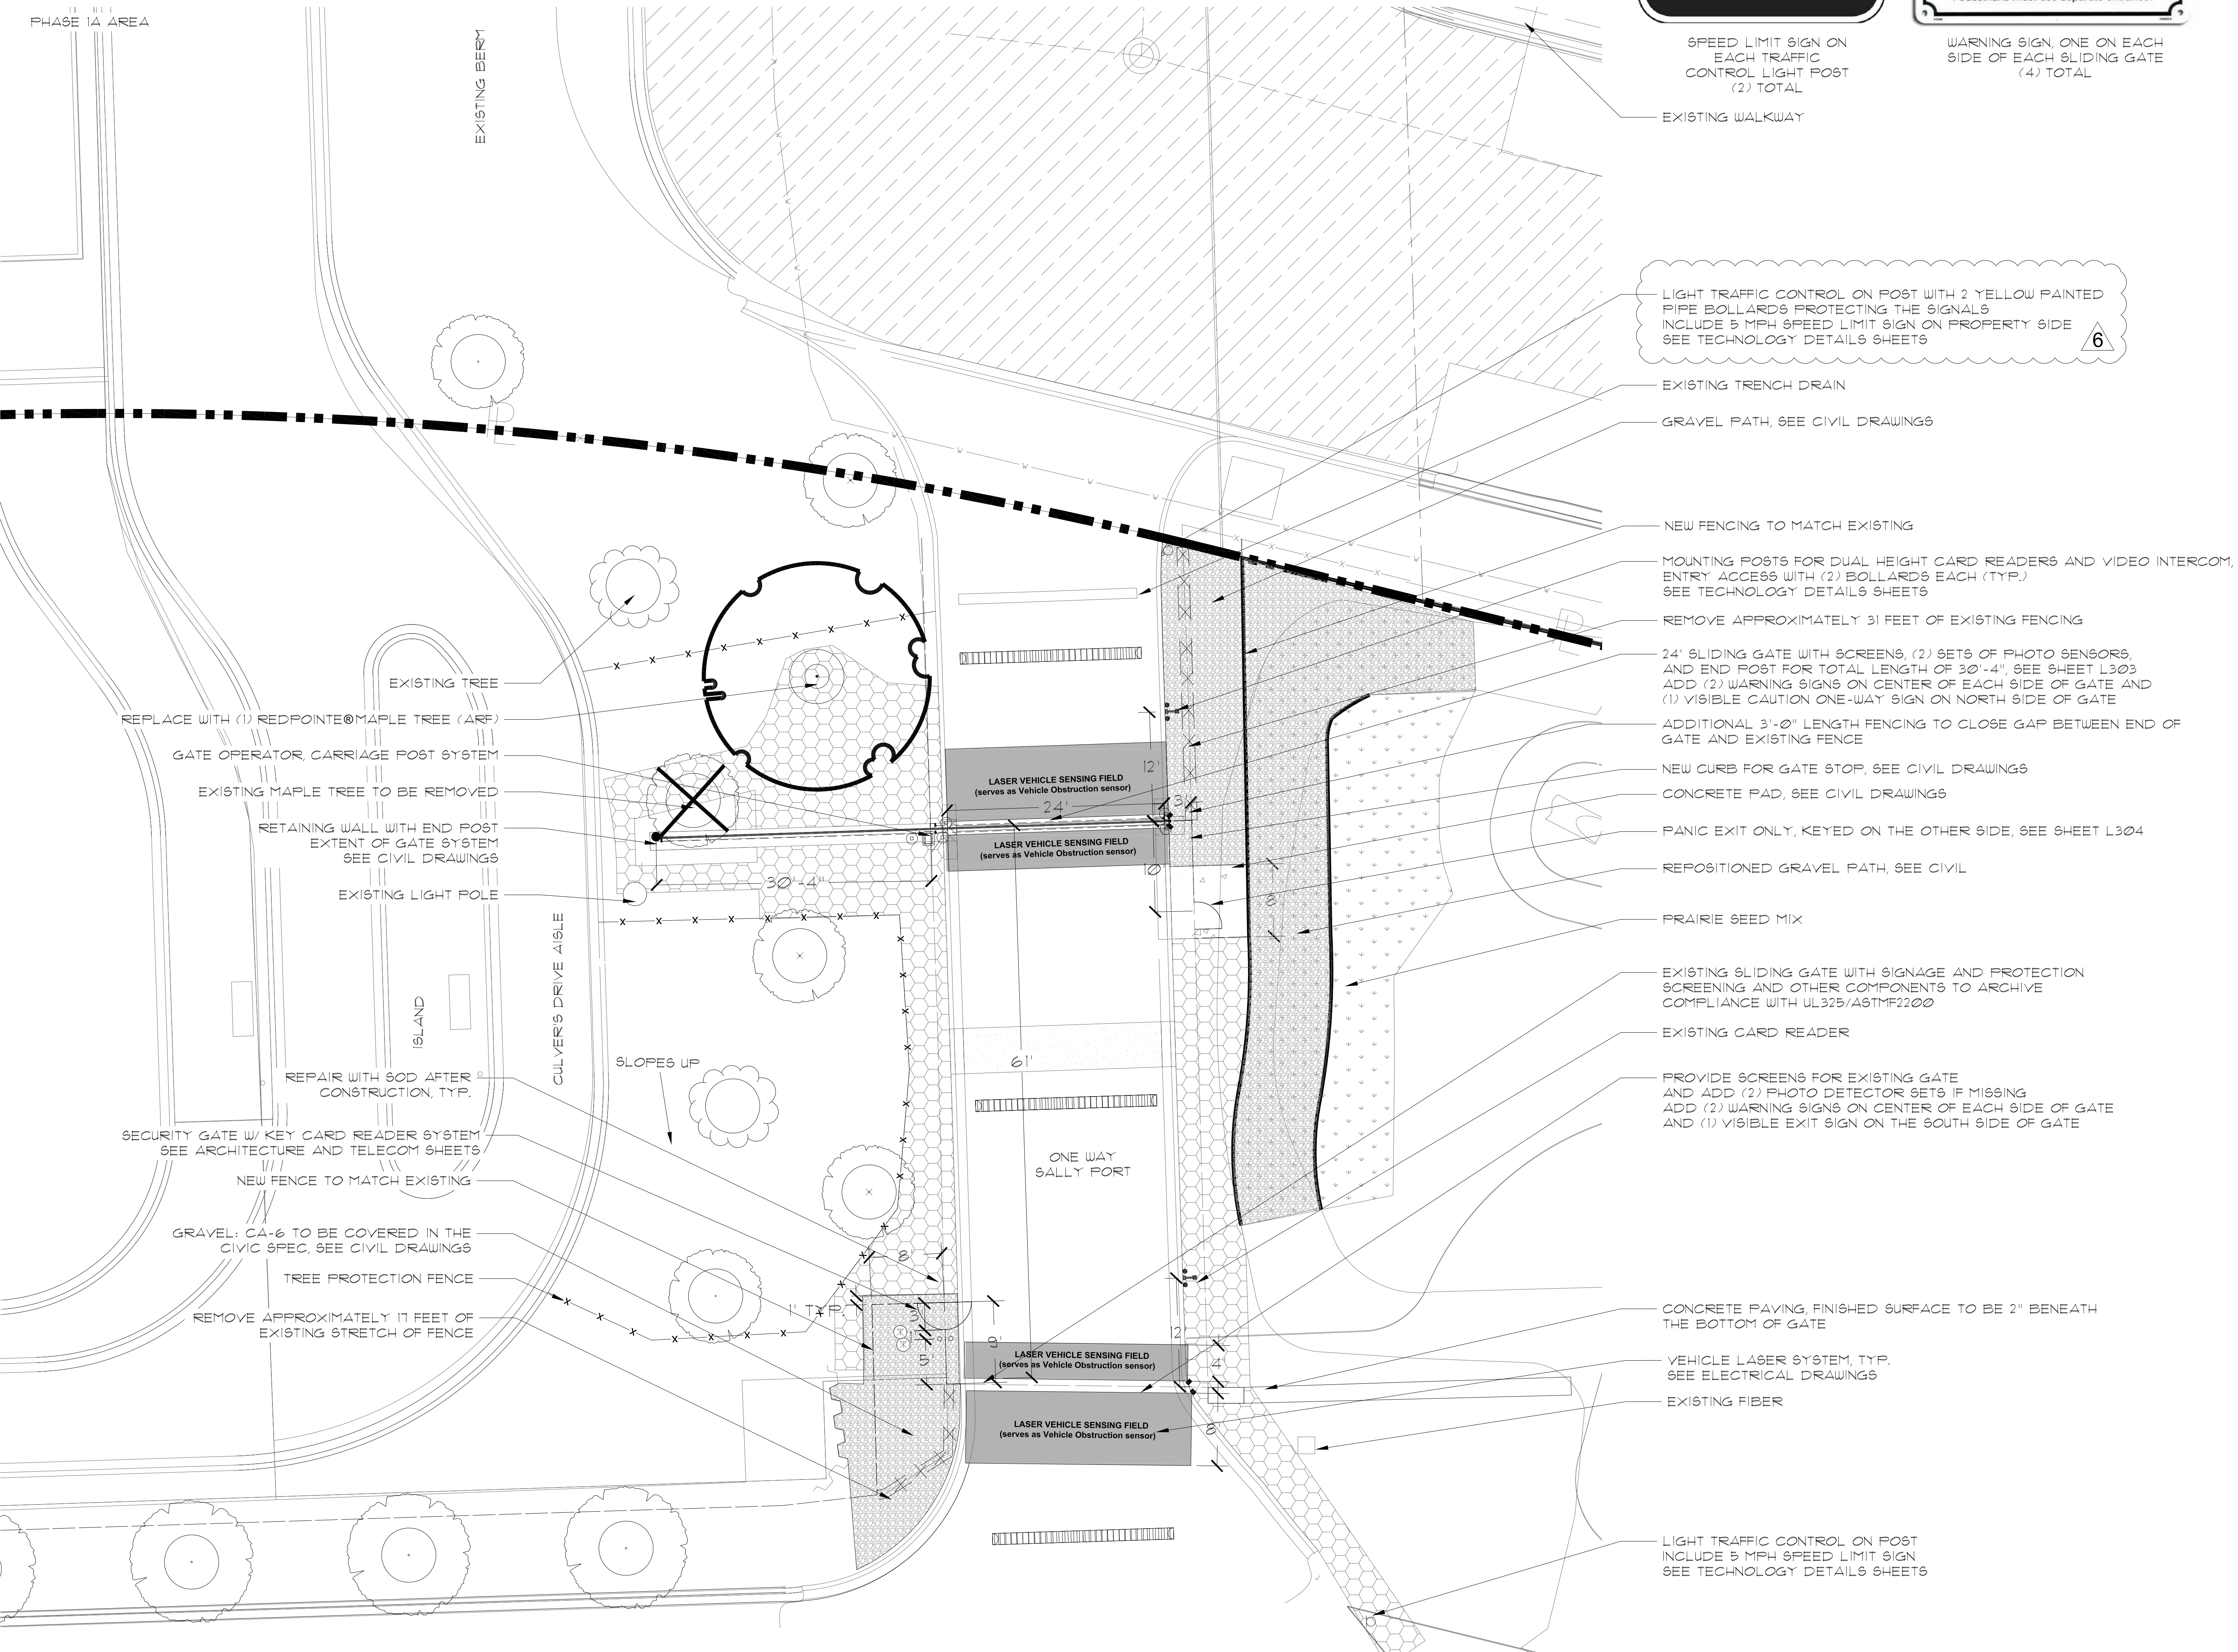 PHASE 1A AREA
EXISTING BERM
SPEED LIMIT SIGN ON
EACH TRAFFIC
CONTROL LIGHT POST
(2) TOTAL
WARNING SIGN, ONE ON EACH
SIDE OF EACH SLIDING GATE
(4) TOTAL
EXISTING WALKWAY
LIGHT TRAFFIC CONTROL ON POST WITH 2 YELLOW PAINTED
PIPE BOLLARDS PROTECTING THE SIGNALS
INCLUDE 5 MPH SPEED LIMIT SIGN ON PROPERTY SIDE
SEE TECHNOLOGY DETAILS SHEETS
6
EXISTING TRENCH DRAIN
GRAVEL PATH, SEE CIVIL DRAWINGS
NEW FENCING TO MATCH EXISTING
MOUNTING POSTS FOR DUAL HEIGHT CARD READERS AND VIDEO INTERCOM,
ENTRY ACCESS WITH (2) BOLLARDS EACH (TYP.)
SEE TECHNOLOGY DETAILS SHEETS
REMOVE APPROXIMATELY 31 FEET OF EXISTING FENCING
24' SLIDING GATE WITH SCREENS, (2) SETS OF PHOTO SENSORS,
AND END POST FOR TOTAL LENGTH OF 30'-4", SEE SHEET L303
ADD (2) WARNING SIGNS ON CENTER OF EACH SIDE OF GATE AND
(1) VISIBLE CAUTION ONE-WAY SIGN ON NORTH SIDE OF GATE
ADDITIONAL 3'-0" LENGTH FENCING TO CLOSE GAP BETWEEN END OF
GATE AND EXISTING FENCE
NEW CURB FOR GATE STOP, SEE CIVIL DRAWINGS
CONCRETE PAD, SEE CIVIL DRAWINGS
PANIC EXIT ONLY, KEYED ON THE OTHER SIDE, SEE SHEET L304
REPOSITIONED GRAVEL PATH, SEE CIVIL
PRAIRIE SEED MIX
EXISTING SLIDING GATE WITH SIGNAGE AND PROTECTION
SCREENING AND OTHER COMPONENTS TO ARCHIVE
COMPLIANCE WITH UL325/ASTMF2200
EXISTING CARD READER
PROVIDE SCREENS FOR EXISTING GATE
AND ADD (2) PHOTO DETECTOR SETS IF MISSING
ADD (2) WARNING SIGNS ON CENTER OF EACH SIDE OF GATE
AND (1) VISIBLE EXIT SIGN ON THE SOUTH SIDE OF GATE
CONCRETE PAVING, FINISHED SURFACE TO BE 2" BENEATH
THE BOTTOM OF GATE
VEHICLE LASER SYSTEM, TYP.
SEE ELECTRICAL DRAWINGS
EXISTING FIBER
LIGHT TRAFFIC CONTROL ON POST
INCLUDE 5 MPH SPEED LIMIT SIGN
SEE TECHNOLOGY DETAILS SHEETS
EXISTING TREE
REPLACE WITH (1) REDPOINTE® MAPLE TREE (ARF)
GATE OPERATOR, CARRIAGE POST SYSTEM
EXISTING MAPLE TREE TO BE REMOVED
RETAINING WALL WITH END POST
EXTENT OF GATE SYSTEM
SEE CIVIL DRAWINGS
EXISTING LIGHT POLE
ISLAND
CULVER'S DRIVE AISLE
SLOPES UP
REPAIR WITH SOD AFTER
CONSTRUCTION, TYP.
SECURITY GATE W/ KEY CARD READER SYSTEM
SEE ARCHITECTURE AND TELECOM SHEETS
NEW FENCE TO MATCH EXISTING
GRAVEL: CA-6 TO BE COVERED IN THE
CIVIC SPEC, SEE CIVIL DRAWINGS
TREE PROTECTION FENCE
REMOVE APPROXIMATELY 17 FEET OF
EXISTING STRETCH OF FENCE
LASER VEHICLE SENSING FIELD
(serves as Vehicle Obstruction sensor)
12'
24'
3'
LASER VEHICLE SENSING FIELD
(serves as Vehicle Obstruction sensor)
10'
30'-4"
8'
61'
ONE WAY
SALLY PORT
8'
1' TYP.
3'
1'
5'
9'
12'
LASER VEHICLE SENSING FIELD
(serves as Vehicle Obstruction sensor)
4'
LASER VEHICLE SENSING FIELD
(serves as Vehicle Obstruction sensor)
8'